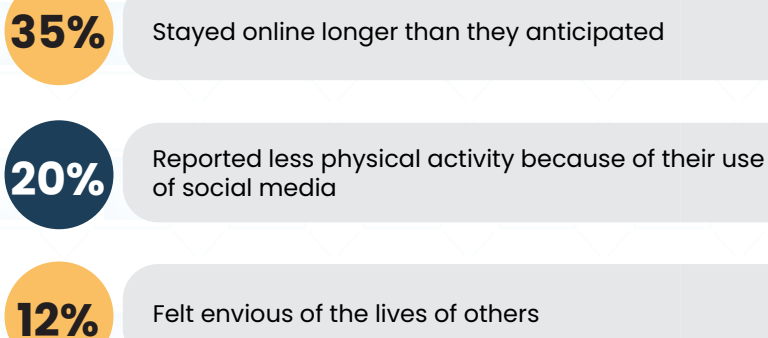 35%
Stayed online longer than they anticipated
20%
Reported less physical activity because of their use
of social media
12%
Felt envious of the lives of others